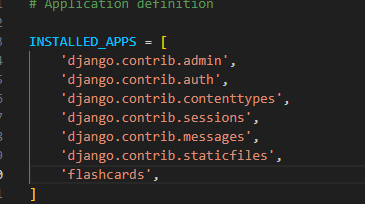 # Application definition
INSTALLED_APPS = [
    'django.contrib.admin',
    'django.contrib.auth',
    'django.contrib.contenttypes',
    'django.contrib.sessions',
    'django.contrib.messages',
    'django.contrib.staticfiles',
    'flashcards',
]